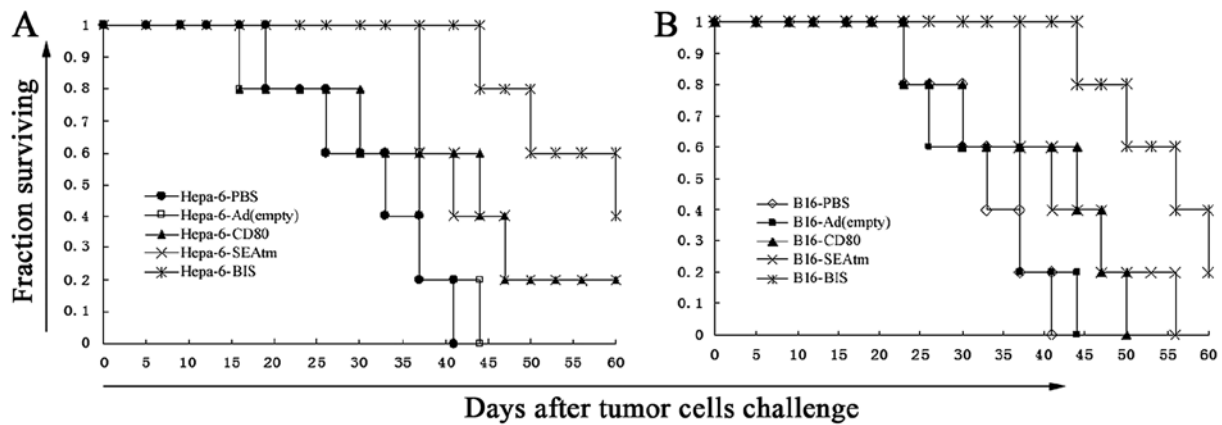 A
Fraction surviving
1
0.9
0.8
0.7
0.6
0.5
0.4
0.3
0.2
0.1
0
Hepa-6-PBS
Hepa-6-Ad(empty)
Hepa-6-CD80
Hepa-6-SEAtm
Hepa-6-BIS
0 5 10 15 20 25 30 35 40 45 50 55 60
B
1
0.9
0.8
0.7
0.6
0.5
0.4
0.3
0.2
0.1
0
BI6-PBS
BI6-Ad(empty)
BI6-CD80
BI6-SEAtm
BI6-BIS
0 5 10 15 20 25 30 35 40 45 50 55 60
Days after tumor cells challenge